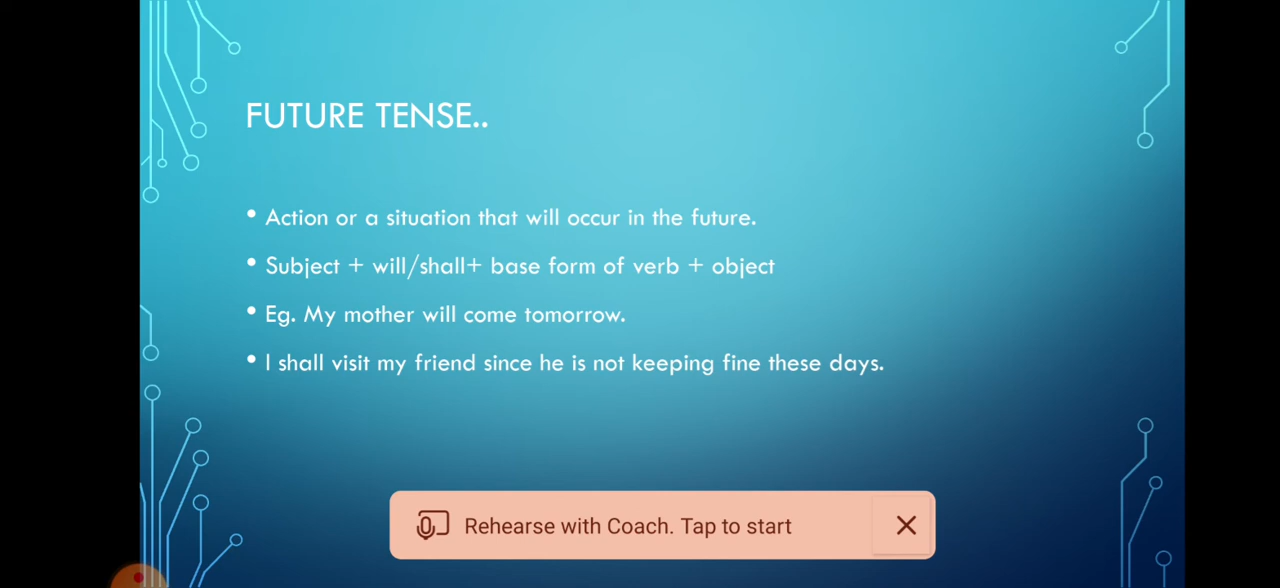 FUTURE TENSE..
• Action or a situation that will occur in the future.
• Subject + will/shall+ base form of verb + object
• Eg. My mother will come tomorrow.
• I shall visit my friend since he is not keeping fine these days.
Rehearse with Coach. Tap to start